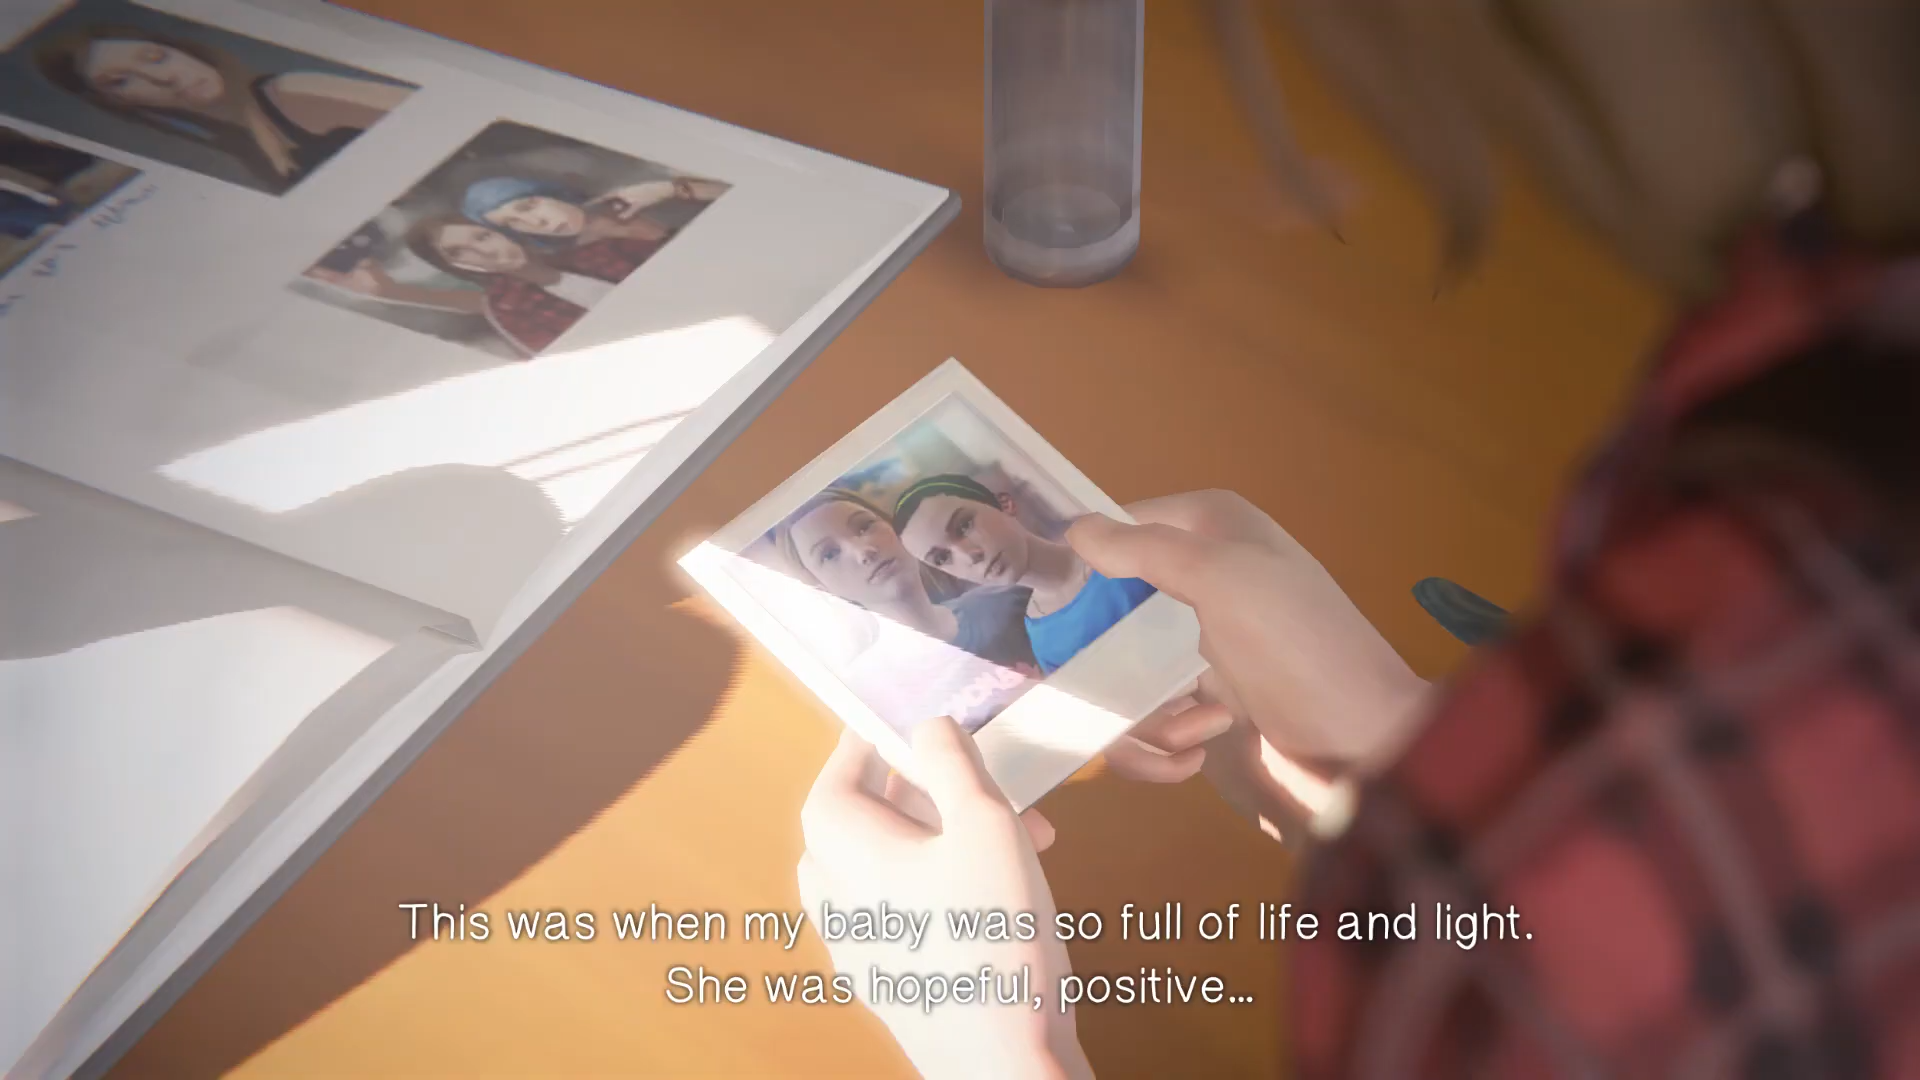 This was when my baby was so full of life and light.
She was hopeful, positive...